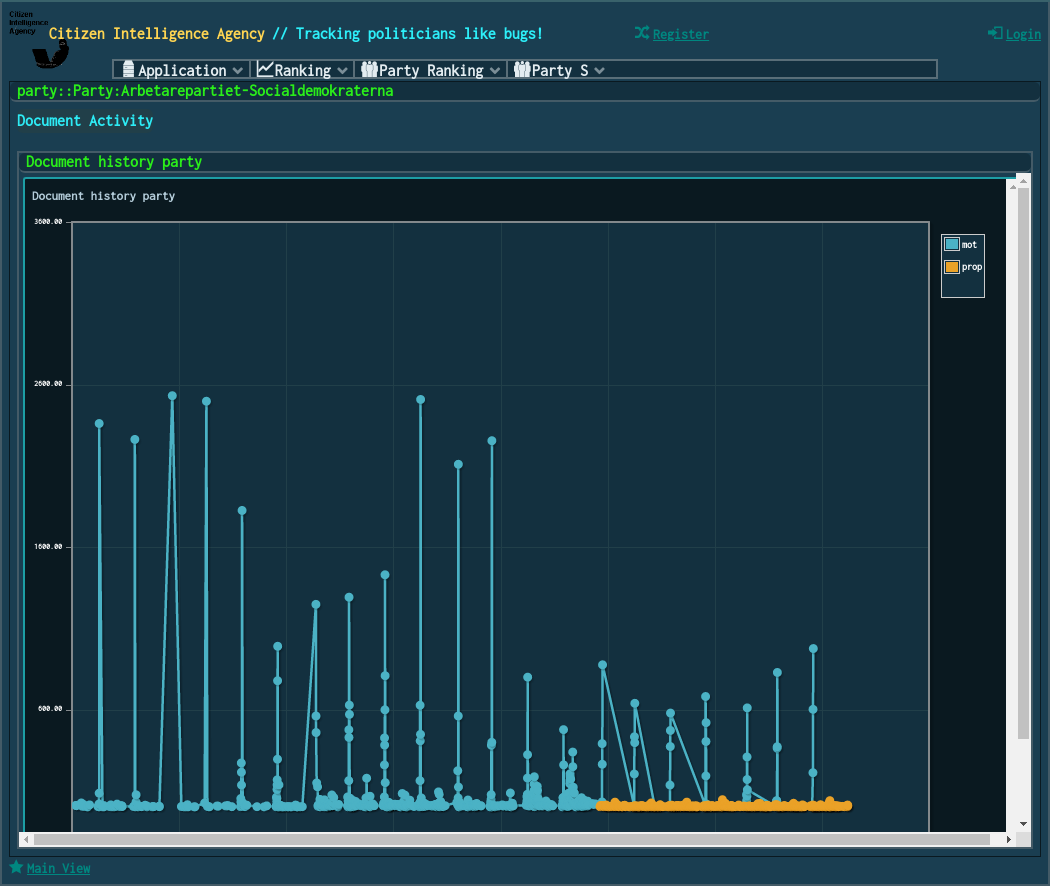 Citizen
Intelligence
Agency
Citizen Intelligence Agency // Tracking politicians like bugs!
Register
Login
Application
Ranking
Party Ranking
Party S
party::Party:Arbetarepartiet-Socialdemokraterna
Document Activity
Document history party
Document history party
3600.00
mot
prop
2600.00
1600.00
600.00
Main View